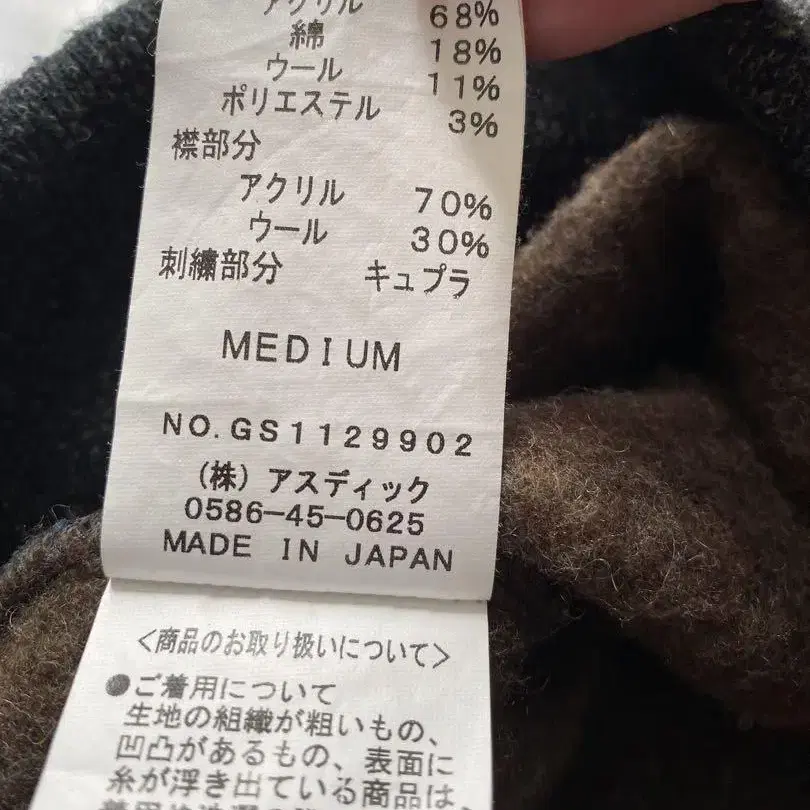 アクリル 68%
綿 18%
ウール 11%
ポリエステル 3%
襟部分
アクリル 70%
ウール 30%
刺繍部分 キュプラ
MEDIUM
NO.GS1129902
(株) アスディック
0586-45-0625
MADE IN JAPAN
<商品のお取り扱いについて>
●ご着用について
生地の組織が粗いもの、
凹凸があるもの、表面に
糸が浮き出ている商品は、